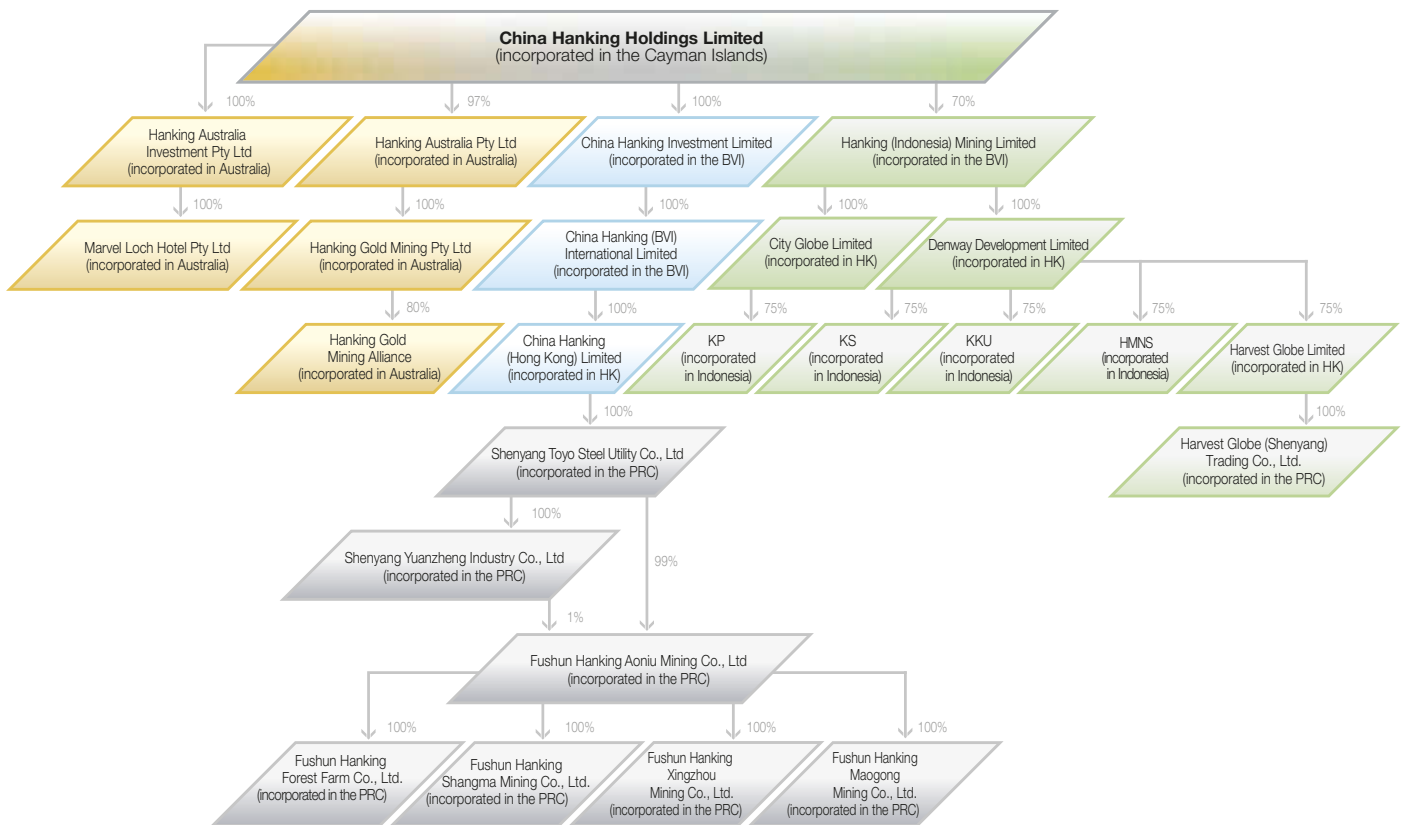 China Hanking Holdings Limited
(incorporated in the Cayman Islands)
100%
97%
100%
70%
Hanking Australia
Investment Pty Ltd
(incorporated in Australia)
Hanking Australia Pty Ltd
(incorporated in Australia)
China Hanking Investment Limited
(incorporated in the BVI)
Hanking (Indonesia) Mining Limited
(incorporated in the BVI)
100%
100%
100%
100%
100%
Marvel Loch Hotel Pty Ltd
(incorporated in Australia)
Hanking Gold Mining Pty Ltd
(incorporated in Australia)
China Hanking (BVI)
International Limited
(incorporated in the BVI)
City Globe Limited
(incorporated in HK)
Denway Development Limited
(incorporated in HK)
80%
100%
75%
75%
75%
75%
75%
Hanking Gold
Mining Alliance
(incorporated in Australia)
China Hanking
(Hong Kong) Limited
(incorporated in HK)
KP
(incorporated
in Indonesia)
KS
(incorporated
in Indonesia)
KKU
(incorporated
in Indonesia)
HMNS
(incorporated
in Indonesia)
Harvest Globe Limited
(incorporated in HK)
100%
100%
Shenyang Toyo Steel Utility Co., Ltd
(incorporated in the PRC)
Harvest Globe (Shenyang)
Trading Co., Ltd.
(incorporated in the PRC)
100%
99%
Shenyang Yuanzheng Industry Co., Ltd
(incorporated in the PRC)
1%
Fushun Hanking Aoniu Mining Co., Ltd
(incorporated in the PRC)
100%
100%
100%
100%
Fushun Hanking
Forest Farm Co., Ltd.
(incorporated in the PRC)
Fushun Hanking
Shangma Mining Co., Ltd.
(incorporated in the PRC)
Fushun Hanking
Xingzhou
Mining Co., Ltd.
(incorporated in the PRC)
Fushun Hanking
Maogong
Mining Co., Ltd.
(incorporated in the PRC)